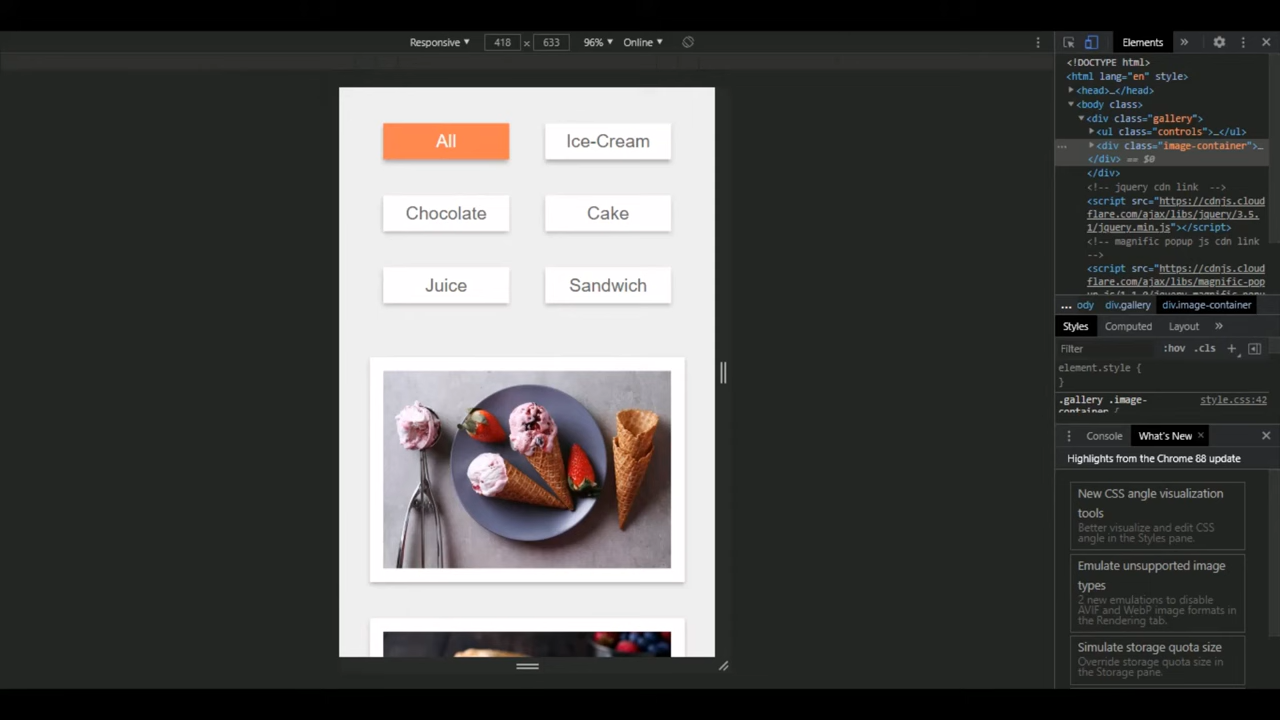 Responsive 418 × 633 96% Online
Elements
<!DOCTYPE html>
<html lang="en" style>
<head>…</head>
<body class>
<div class="gallery">
<ul class="controls">…</ul>
… <div class="image-container">…
</div> == $0
</div>
<!-- jquery cdn link -->
<script src="https://cdnjs.cloud
flare.com/ajax/libs/jquery/3.5.
1/jquery.min.js"></script>
<!-- magnific popup js cdn link
-->
<script src="https://cdnjs.cloud
flare.com/ajax/libs/magnific-pop
... ody div.gallery div.image-container
Styles Computed Layout
Filter :hov .cls
element.style {
}
.gallery .image- style.css:42
container {
Console What's New ×
Highlights from the Chrome 88 update
New CSS angle visualization
tools
Better visualize and edit CSS
angle in the Styles pane.
Emulate unsupported image
types
2 new emulations to disable
AVIF and WebP image formats in
the Rendering tab.
Simulate storage quota size
Override storage quota size in
the Storage pane.
All
Ice-Cream
Chocolate
Cake
Juice
Sandwich